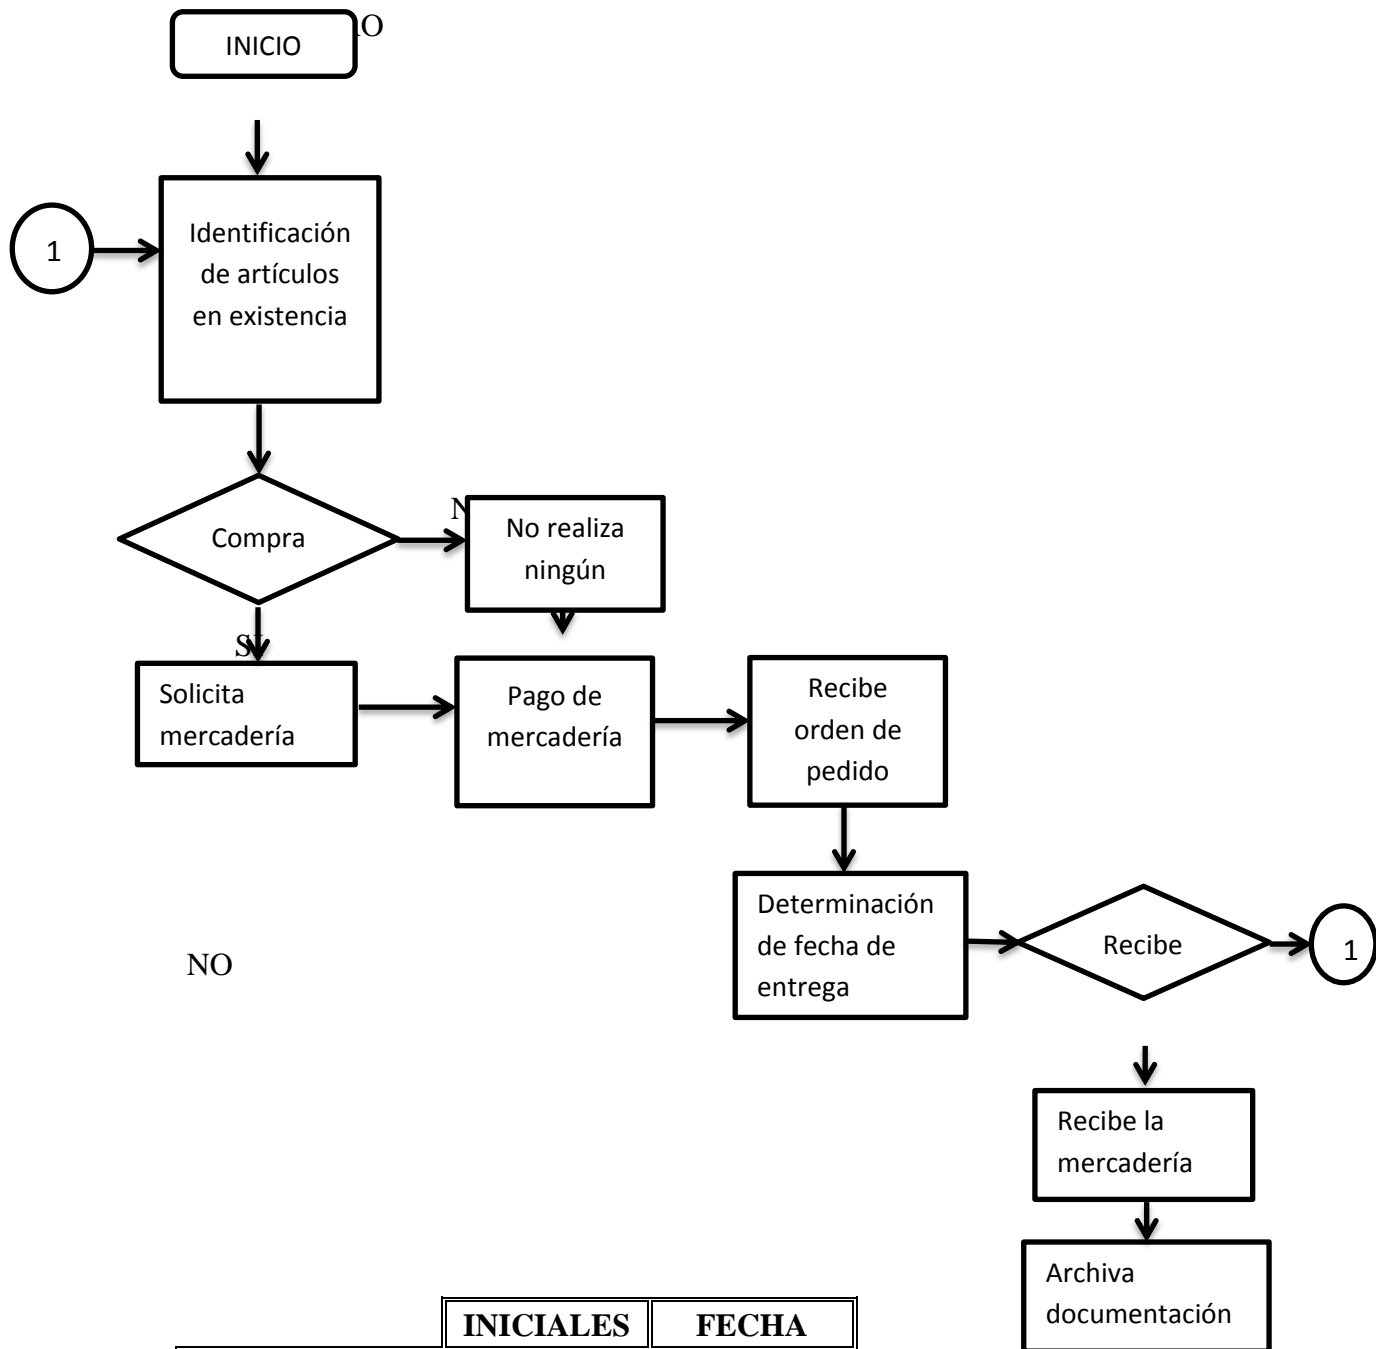 INICIO
1
Identificación
de artículos
en existencia
Compra
No realiza
ningún
SI
Solicita
mercadería
Pago de
mercadería
Recibe
orden de
pedido
Determinación
de fecha de
entrega
Recibe
1
NO
Recibe la
mercadería
Archiva
documentación
INICIALES FECHA